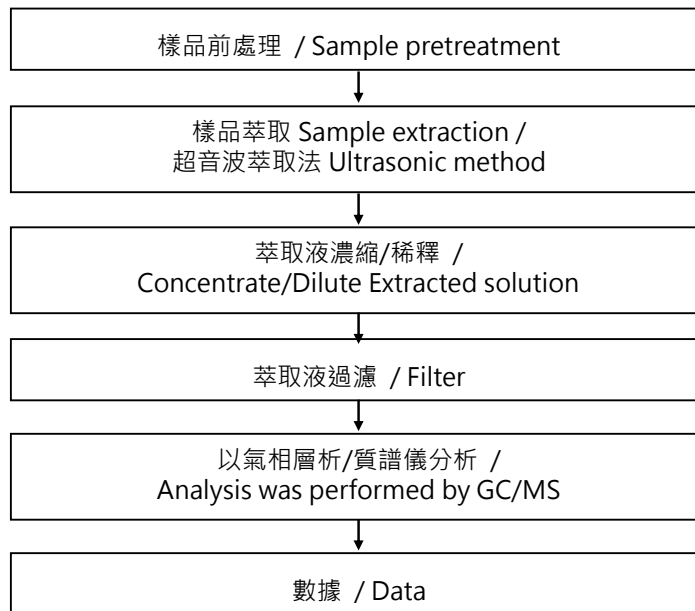 樣品前處理 / Sample pretreatment
樣品萃取 Sample extraction /
超音波萃取法 Ultrasonic method
萃取液濃縮/稀釋 /
Concentrate/Dilute Extracted solution
萃取液過濾 / Filter
以氣相層析/質譜儀分析 /
Analysis was performed by GC/MS
數據 / Data